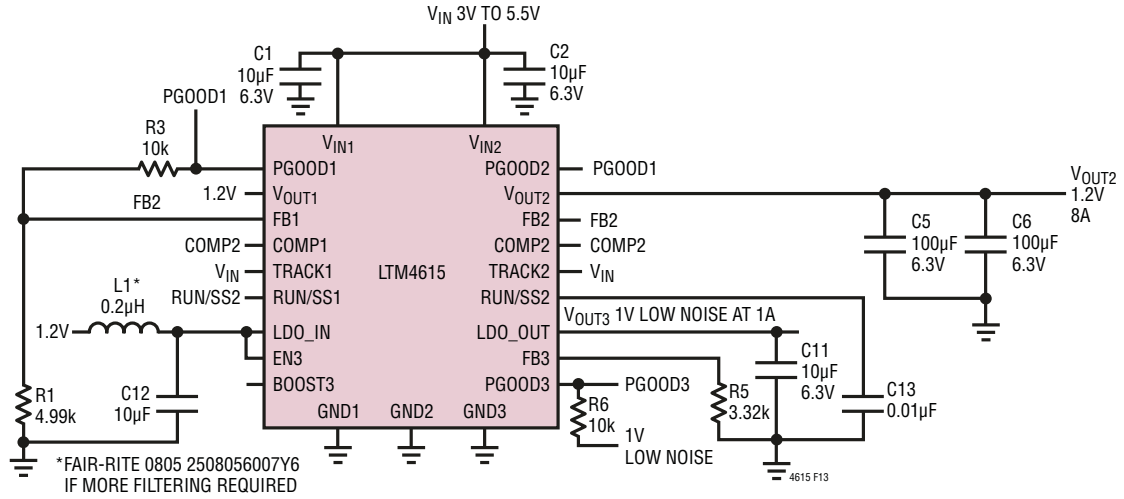 VIN 3V TO 5.5V
C1
10µF
6.3V
C2
10µF
6.3V
PGOOD1
R3
10k
VIN1
VIN2
PGOOD1
PGOOD2
PGOOD1
1.2V
VOUT1
VOUT2
VOUT2
1.2V
8A
FB2
FB1
FB2
FB2
C5
100µF
6.3V
C6
100µF
6.3V
COMP2
COMP1
COMP2
COMP2
VIN
TRACK1
LTM4615
TRACK2
VIN
RUN/SS2
RUN/SS1
RUN/SS2
L1*
0.2µH
1.2V
LDO_IN
LDO_OUT
VOUT3 1V LOW NOISE AT 1A
EN3
FB3
C11
10µF
6.3V
BOOST3
PGOOD3
PGOOD3
R1
4.99k
C12
10µF
R5
3.32k
C13
0.01µF
GND1
GND2
GND3
R6
10k
1V
LOW NOISE
*FAIR-RITE 0805 2508056007Y6
IF MORE FILTERING REQUIRED
4615 F13